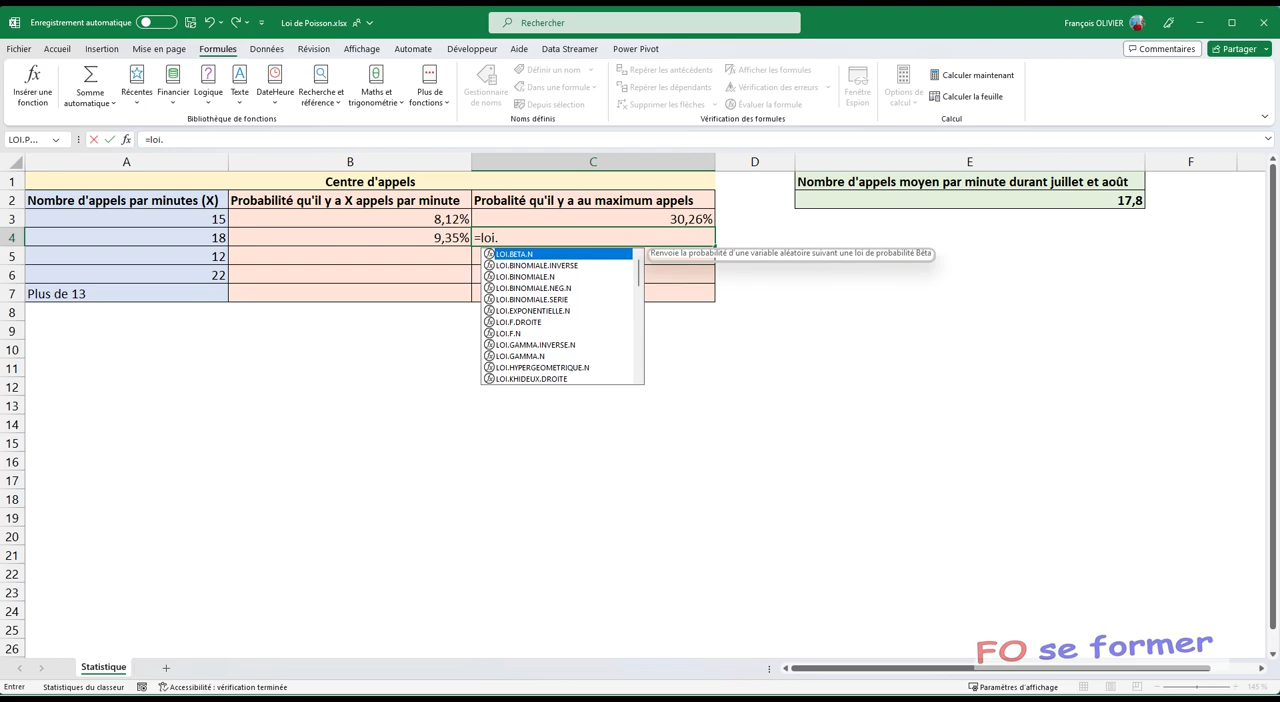 Enregistrement automatique
Loi de Poisson.xlsx
Rechercher
François OLIVIER
Fichier Accueil Insertion Mise en page Formules Données Révision Affichage Automate Développeur Aide Data Streamer Power Pivot
Commentaires
Partager
Insérer une fonction
Somme automatique
Récentes
Financier
Logique
Texte
DateHeure
Recherche et référence
Maths et trigonométrie
Plus de fonctions
Bibliothèque de fonctions
Gestionnaire de noms
Définir un nom
Dans une formule
Depuis sélection
Noms définis
Repérer les antécédents
Repérer les dépendants
Supprimer les flèches
Afficher les formules
Vérification des erreurs
Évaluer la formule
Vérification des formules
Fenêtre Espion
Options de calcul
Calculer maintenant
Calculer la feuille
Calcul
LOI.P... fx =loi.
A B C D E F
1 Centre d'appels Nombre d'appels moyen par minute durant juillet et août
2 Nombre d'appels par minutes (X) Probabilité qu'il y a X appels par minute Probalité qu'il y a au maximum appels 17,8
3 15 8,12% 30,26%
4 18 9,35% =loi.
5 12
6 22
7 Plus de 13
LOI.BETA.N
LOI.BINOMIALE.INVERSE
LOI.BINOMIALE.N
LOI.BINOMIALE.NEG.N
LOI.BINOMIALE.SERIE
LOI.EXPONENTIELLE.N
LOI.F.DROITE
LOI.F.N
LOI.GAMMA.INVERSE.N
LOI.GAMMA.N
LOI.HYPERGEOMETRIQUE.N
LOI.KHIDEUX.DROITE
Renvoie la probabilité d'une variable aléatoire suivant une loi de probabilité Bêta
8
9
10
11
12
13
14
15
16
17
18
19
20
21
22
23
24
25
26
FO se former
Statistique
Entrer Statistiques du classeur Accessibilité : vérification terminée Paramètres d'affichage 145 %